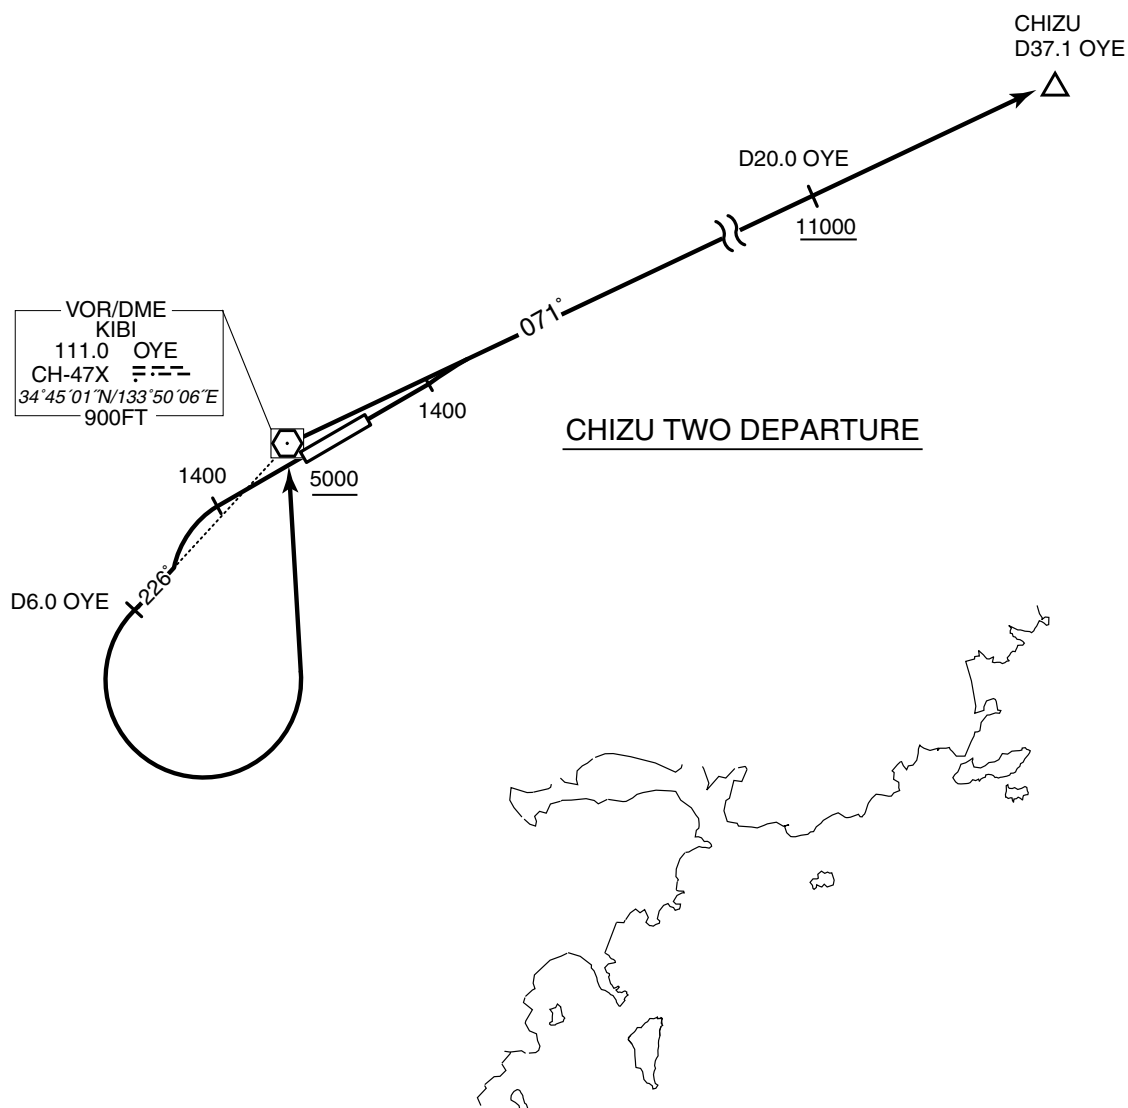 CHIZU
D37.1 OYE
D20.0 OYE
11000
071°
VOR/DME
KIBI
111.0 OYE
CH-47X
34°45´01˝N/133°50´06˝E
900FT
1400
CHIZU TWO DEPARTURE
1400
5000
226°
D6.0 OYE